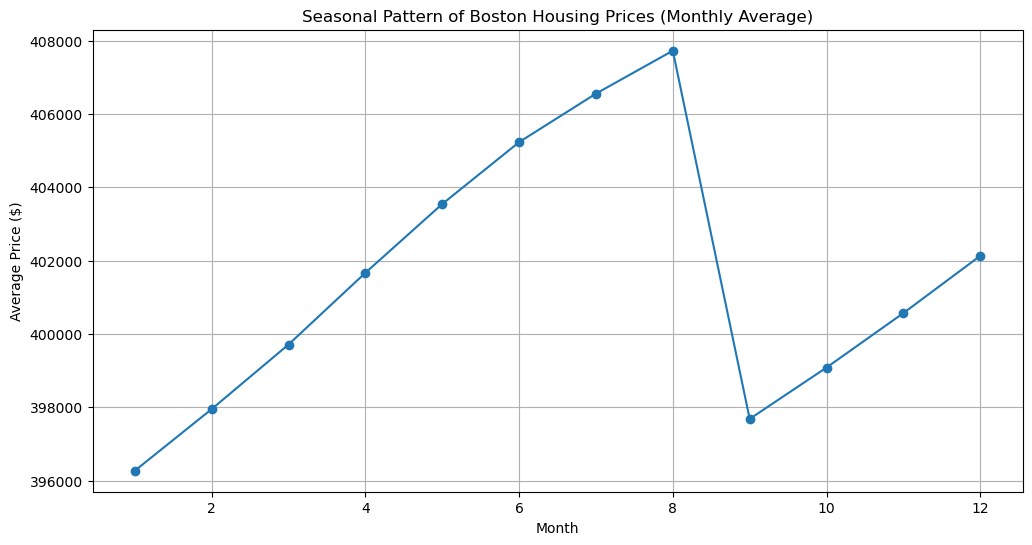 Seasonal Pattern of Boston Housing Prices (Monthly Average)
Average Price ($)
408000
406000
404000
402000
400000
398000
396000
2 4 6 8 10 12
Month